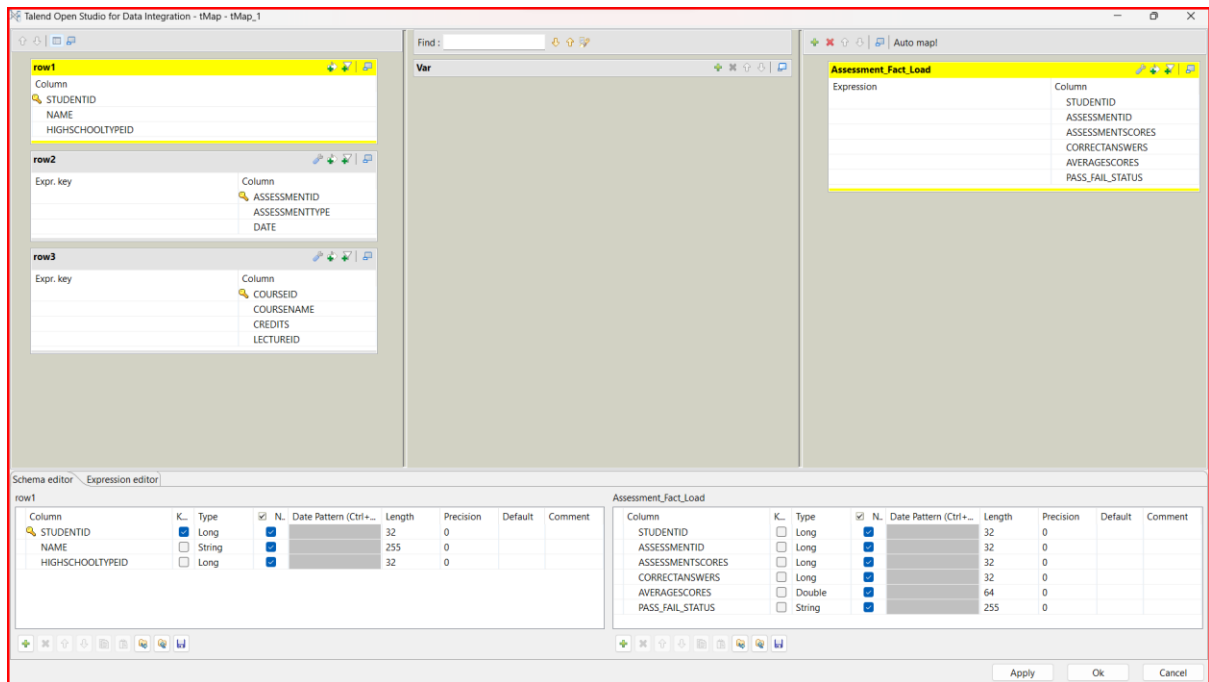 Talend Open Studio for Data Integration - tMap - tMap_1
Find :
Auto map!
row1
Column
STUDENTID
NAME
HIGHSCHOOLTYPEID
row2
Expr. key Column
ASSESSMENTID
ASSESSMENTTYPE
DATE
row3
Expr. key Column
COURSEID
COURSENAME
CREDITS
LECTUREID
Var
Assessment_Fact_Load
Expression Column
STUDENTID
ASSESSMENTID
ASSESSMENTSCORES
CORRECTANSWERS
AVERAGESCORES
PASS_FAIL_STATUS
Schema editor Expression editor
row1
Column K... Type N.. Date Pattern (Ctrl+... Length Precision Default Comment
STUDENTID Long 32 0
NAME String 255 0
HIGHSCHOOLTYPEID Long 32 0
Assessment_Fact_Load
Column K... Type N.. Date Pattern (Ctrl+... Length Precision Default Comment
STUDENTID Long 32 0
ASSESSMENTID Long 32 0
ASSESSMENTSCORES Long 32 0
CORRECTANSWERS Long 32 0
AVERAGESCORES Double 64 0
PASS_FAIL_STATUS String 255 0
Apply Ok Cancel